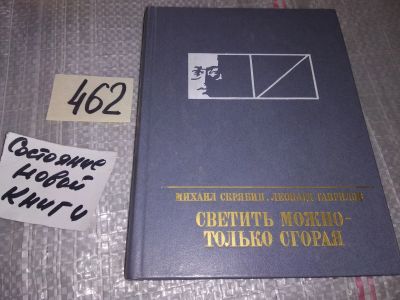 462
Состояние
новой
книги
МИХАИЛ СКРЯБИН, ЛЕОНАРД ГАВРИЛОВ
СВЕТИТЬ МОЖНО-
ТОЛЬКО СГОРАЯ